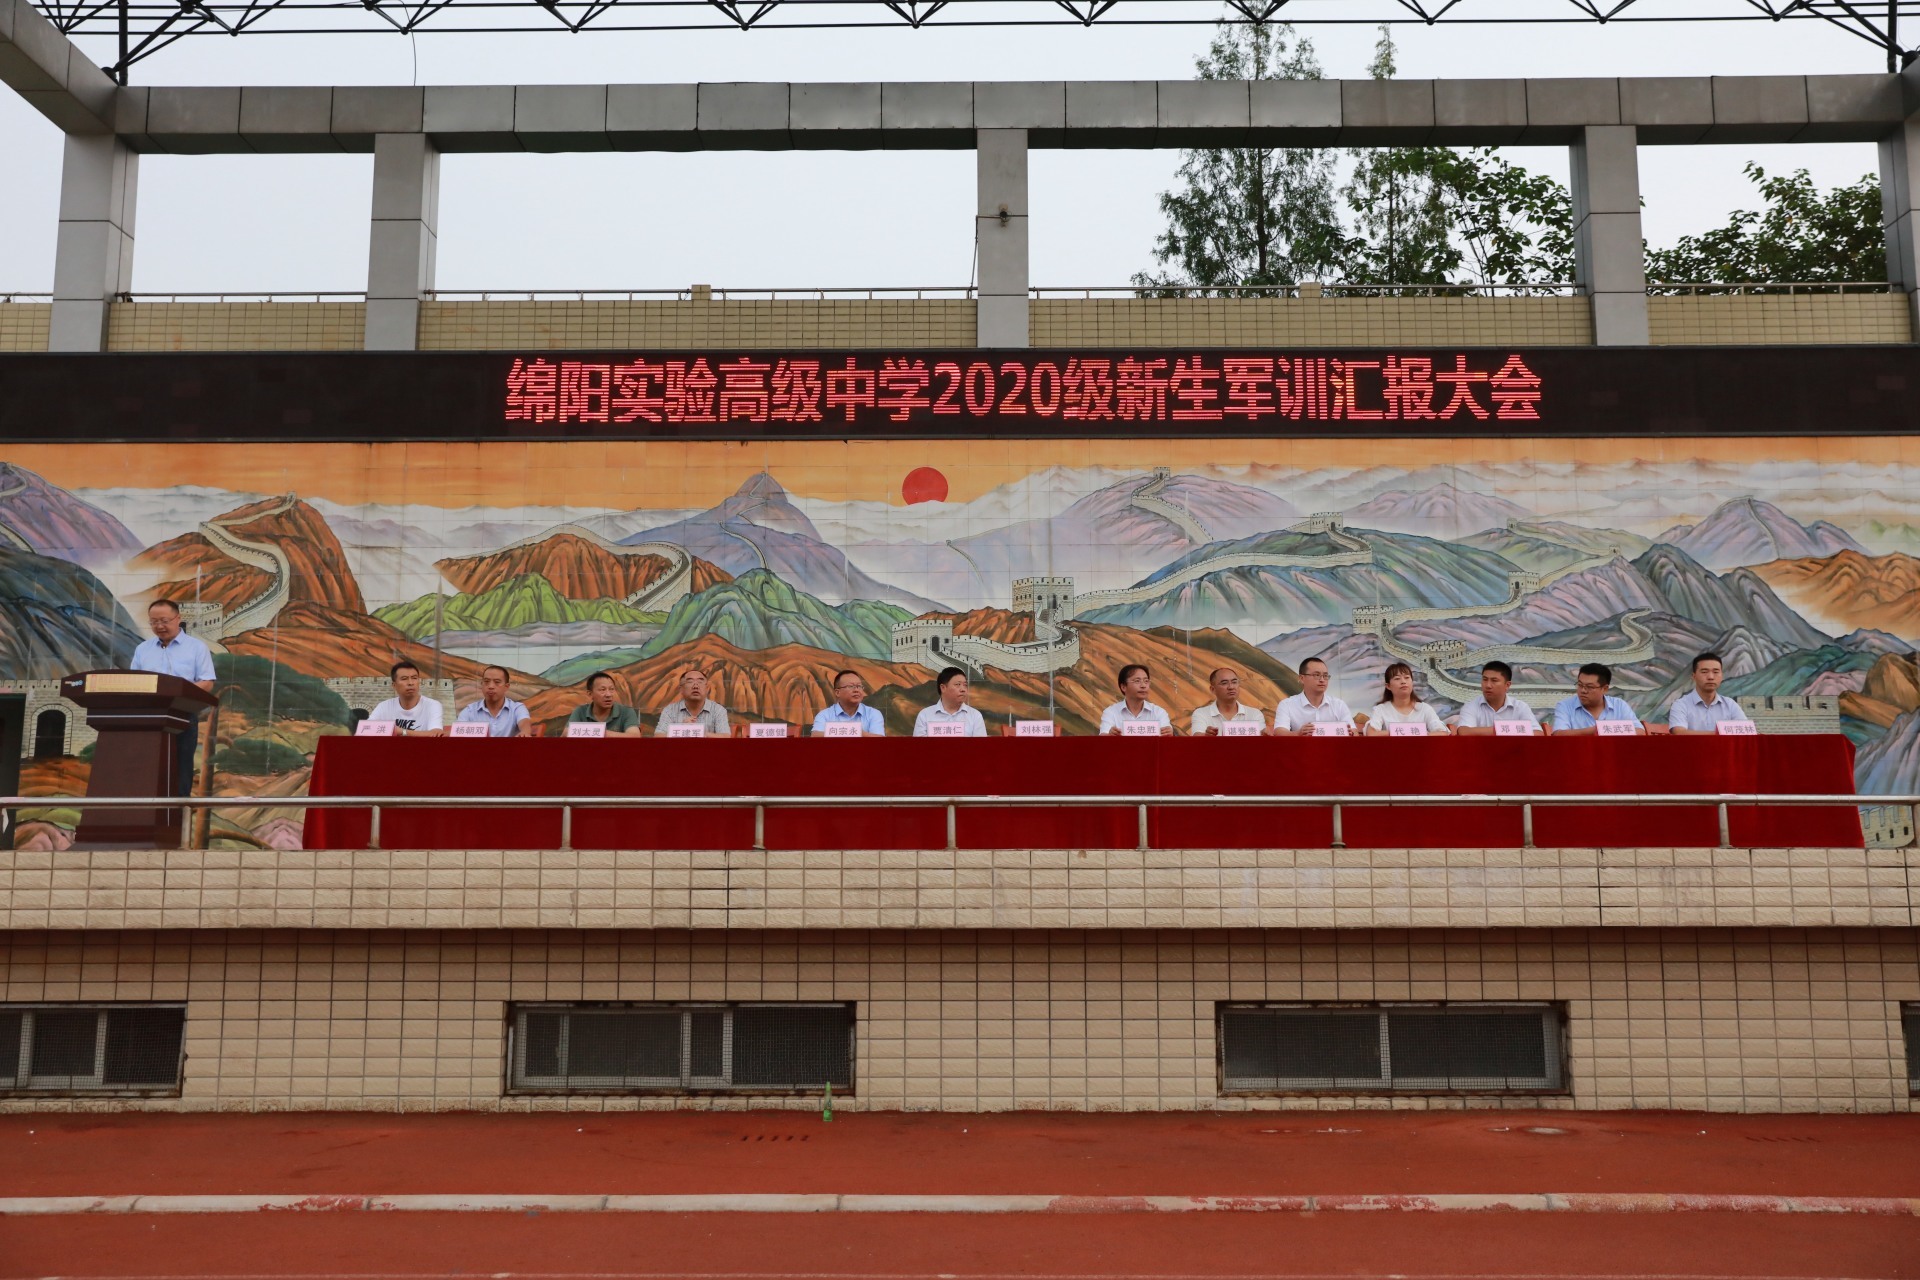 绵阳实验高级中学2020级新生军训汇报大会
NIKE
严 洪
杨朝双
刘太灵
王建军
夏德健
向宗永
贾清仁
刘林强
朱忠胜
谌登贵
杨 毅
代 艳
邓 健
朱武军
何茂林